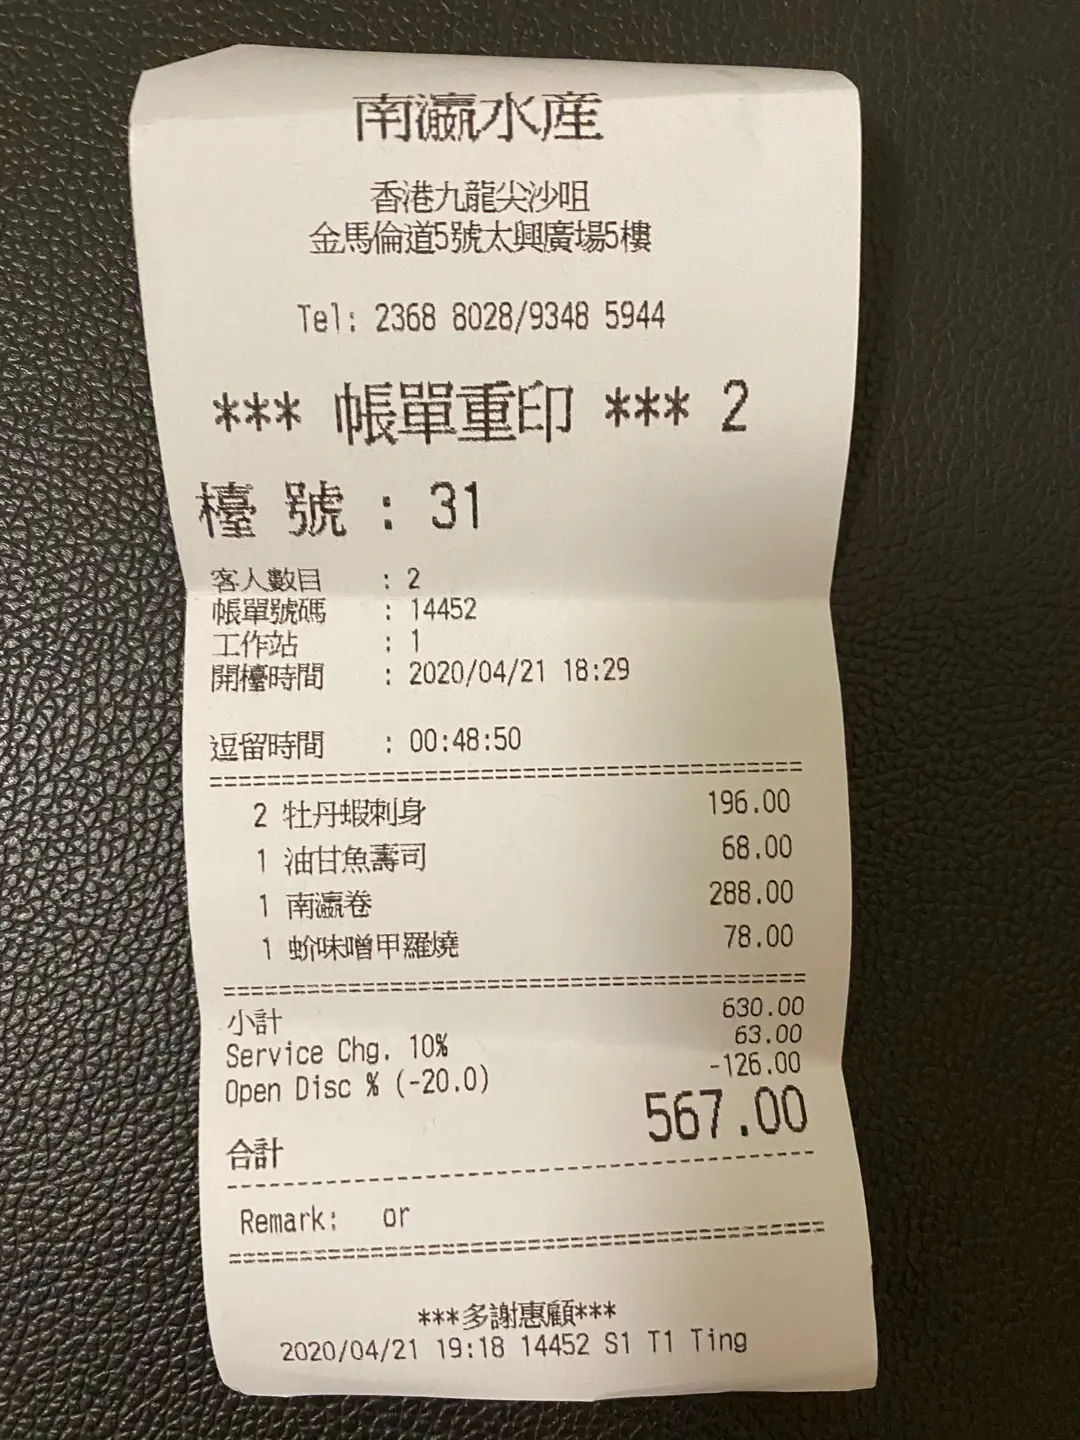 南瀛水産
香港九龍尖沙咀
金馬倫道5號太興廣場5樓
Tel: 2368 8028/9348 5944
*** 帳單重印 *** 2
檯 號 : 31
客人數目 : 2
帳單號碼 : 14452
工作站 : 1
開檯時間 : 2020/04/21 18:29
逗留時間 : 00:48:50
2 牡丹蝦刺身 196.00
1 油甘魚壽司 68.00
1 南瀛卷 288.00
1 蚧味噌甲羅燒 78.00
小計 630.00
Service Chg. 10% 63.00
Open Disc % (-20.0) -126.00
合計 567.00
Remark: or
***多謝惠顧***
2020/04/21 19:18 14452 S1 T1 Ting